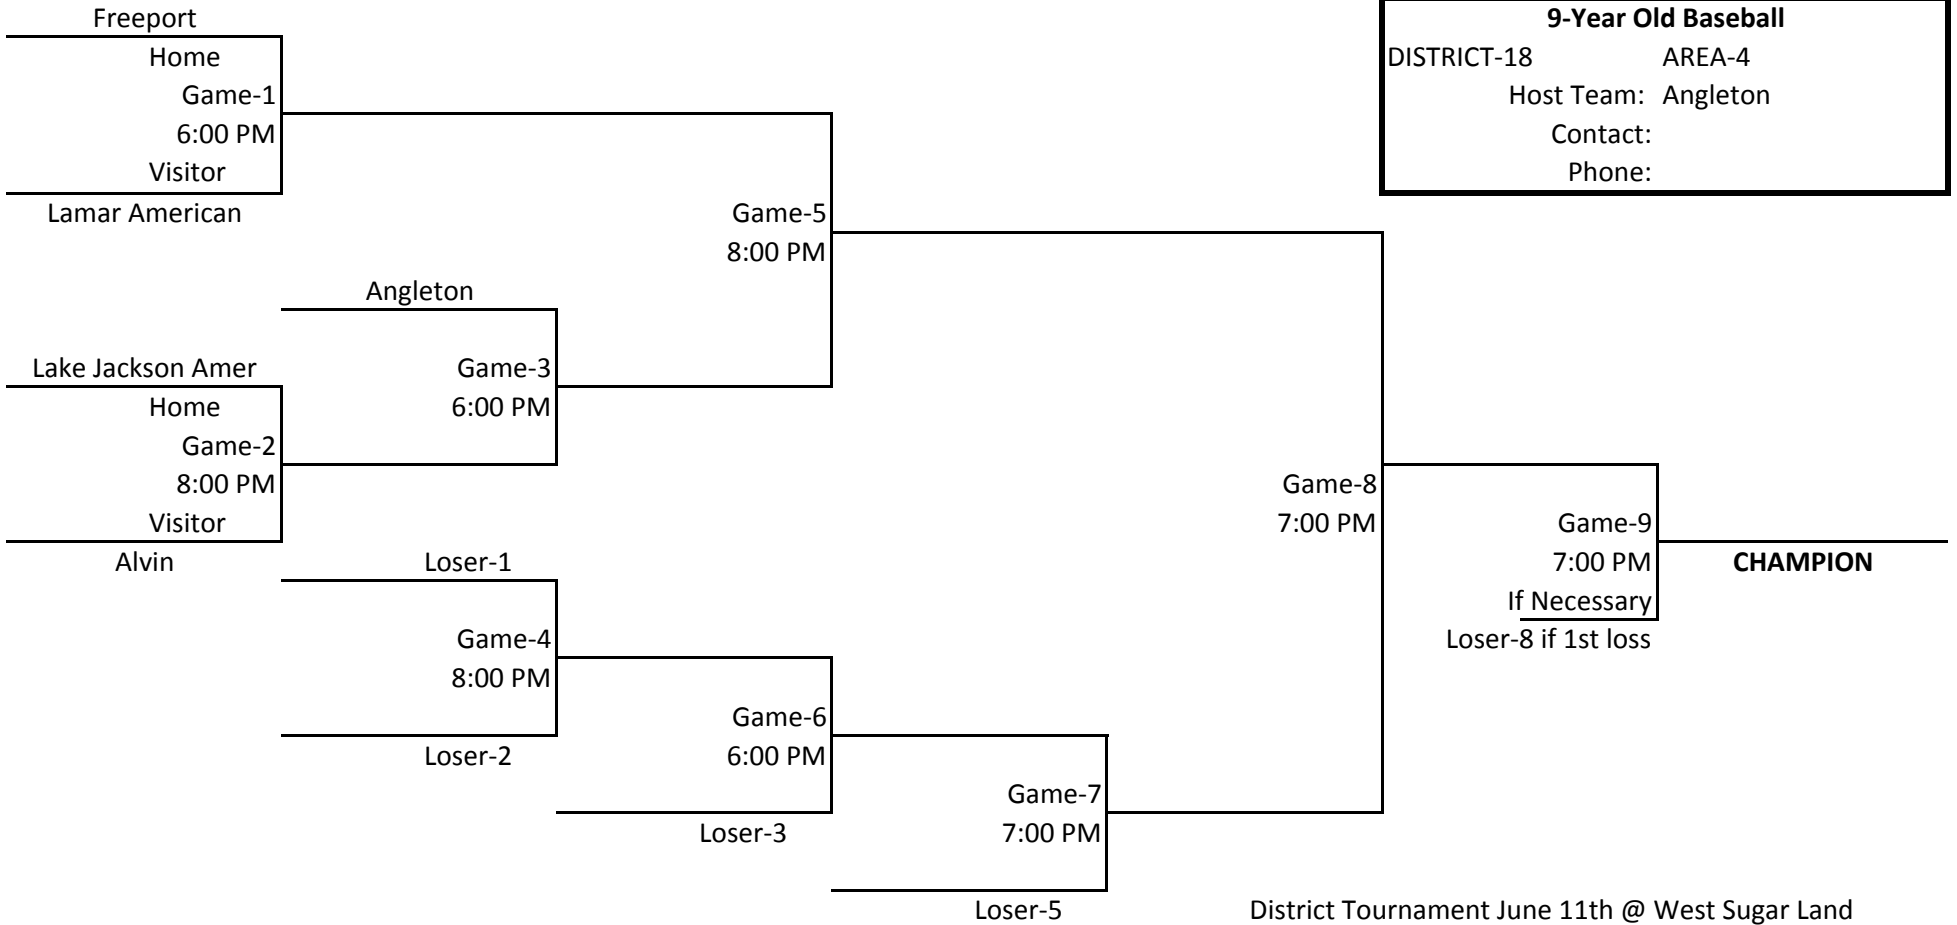 Freeport
Home
Game-1
6:00 PM
Visitor
Lamar American
9-Year Old Baseball
DISTRICT-18 AREA-4
Host Team: Angleton
Contact:
Phone:
Game-5
8:00 PM
Angleton
Lake Jackson Amer
Home
Game-2
8:00 PM
Visitor
Alvin
Game-3
6:00 PM
Loser-1
Game-4
8:00 PM
Loser-2
Game-6
6:00 PM
Loser-3
Game-7
7:00 PM
Loser-5
Game-8
7:00 PM
Game-9
7:00 PM
If Necessary
Loser-8 if 1st loss
CHAMPION
District Tournament June 11th @ West Sugar Land